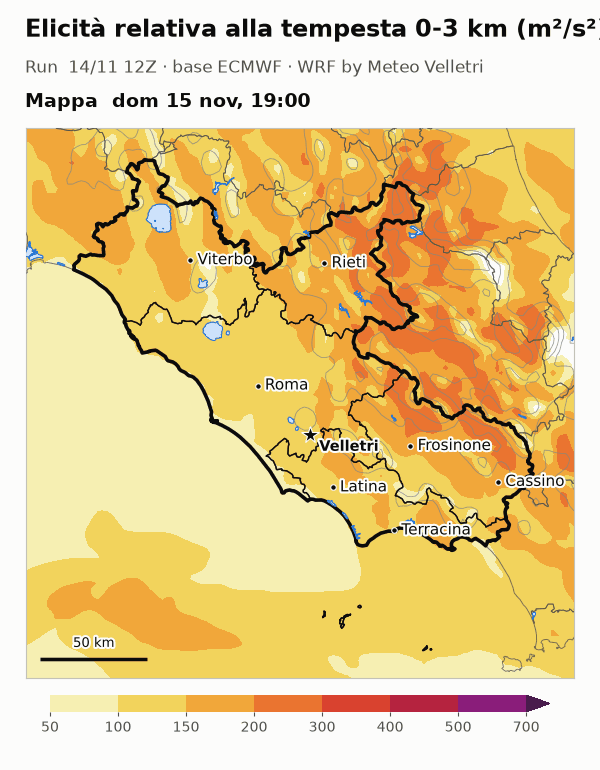 Elicità relativa alla tempesta 0-3 km (m²/s²)
Run 14/11 12Z · base ECMWF · WRF by Meteo Velletri
Mappa dom 15 nov, 19:00
Viterbo
Rieti
Roma
Velletri
Frosinone
Cassino
Latina
Terracina
50 km
50 100 150 200 300 400 500 700